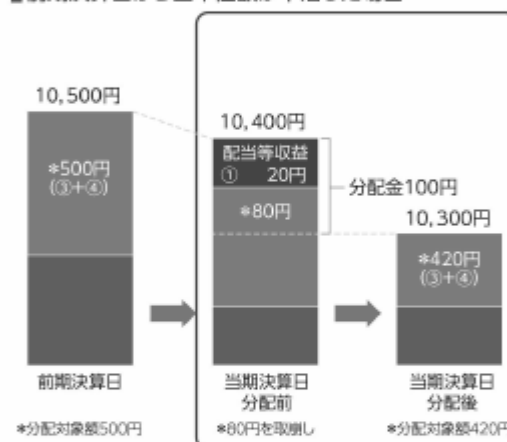 10,500円
*500円
(③+④)
前期決算日
*分配対象額500円
10,400円
配当等収益
① 20円
*80円
分配金100円
当期決算日
分配前
*80円を取崩し
10,300円
*420円
(③+④)
当期決算日
分配後
*分配対象額420円